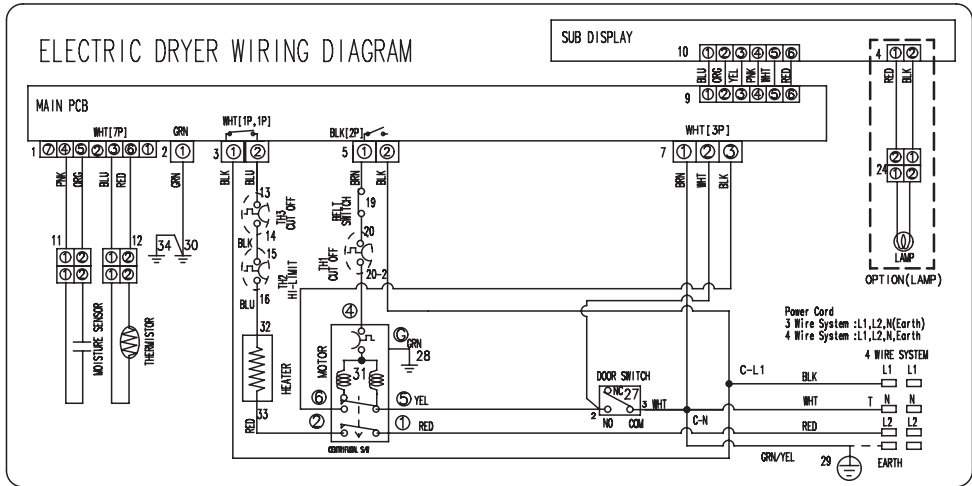 ELECTRIC DRYER WIRING DIAGRAM
SUB DISPLAY
10 ① ② ③ ④ ⑤ ⑥
BLU ORG YEL PNK WHT RED
9 ① ② ③ ④ ⑤ ⑥
4 ① ②
RED BLK
24 ② ①
① ②
LAMP
OPTION(LAMP)
MAIN PCB
WHT[7P]
1 ⑦ ④ ⑤ ② ③ ⑥ ①
GRN
2 ①
WHT[1P,1P]
3 ① ②
BLK[2P]
5 ① ②
WHT[3P]
7 ① ② ③
PNK ORG BLU RED
GRN
BLK BLU
BRN BLK
BRN WHT BLK
13
TH3
CUT OFF
14
BLK
15
TH2
HI-LIMIT
16
BLU
19
BELT
SWITCH
20
TH1
CUT OFF
20-2
11
① ②
① ②
12
① ②
① ②
34 30
MOISTURE SENSOR
THERMISTOR
32
HEATER
33
RED
④
G
GRN
28
MOTOR
31
⑥ ⑤ YEL
② ① RED
CENTRIFUGAL S/W
DOOR SWITCH
NC 27
2 3 WHT
NO COM
C-L1
C-N
Power Cord
3 Wire System :L1,L2,N(Earth)
4 Wire System :L1,L2,N,Earth
4 WIRE SYSTEM
L1 L1
BLK
WHT T N N
RED L2 L2
GRN/YEL 29 EARTH